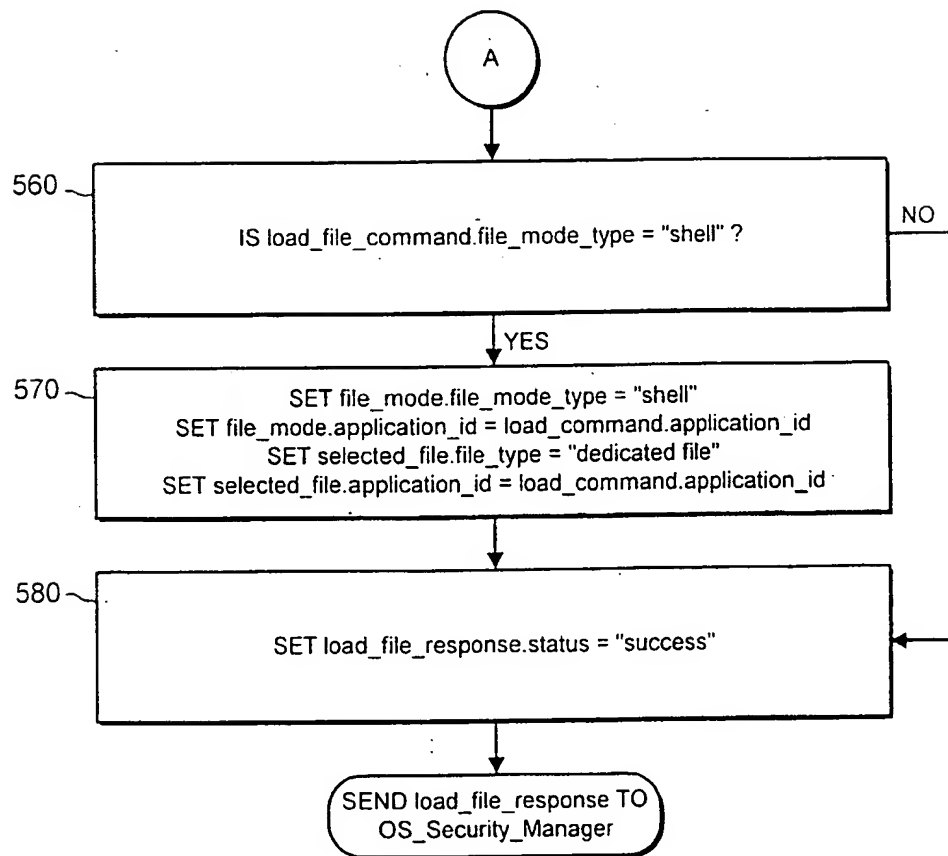 A
560
IS load_file_command.file_mode_type = "shell" ?
NO
YES
570
SET file_mode.file_mode_type = "shell"
SET file_mode.application_id = load_command.application_id
SET selected_file.file_type = "dedicated file"
SET selected_file.application_id = load_command.application_id
580
SET load_file_response.status = "success"
SEND load_file_response TO
OS_Security_Manager